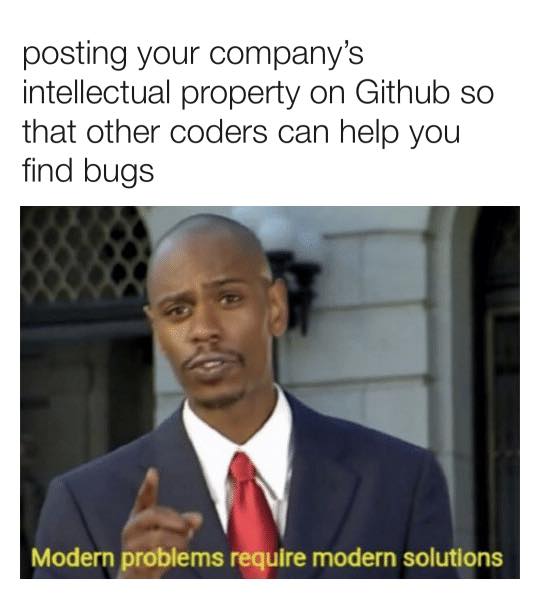 posting your company’s
intellectual property on Github so
that other coders can help you
find bugs
Modern problems require modern solutions